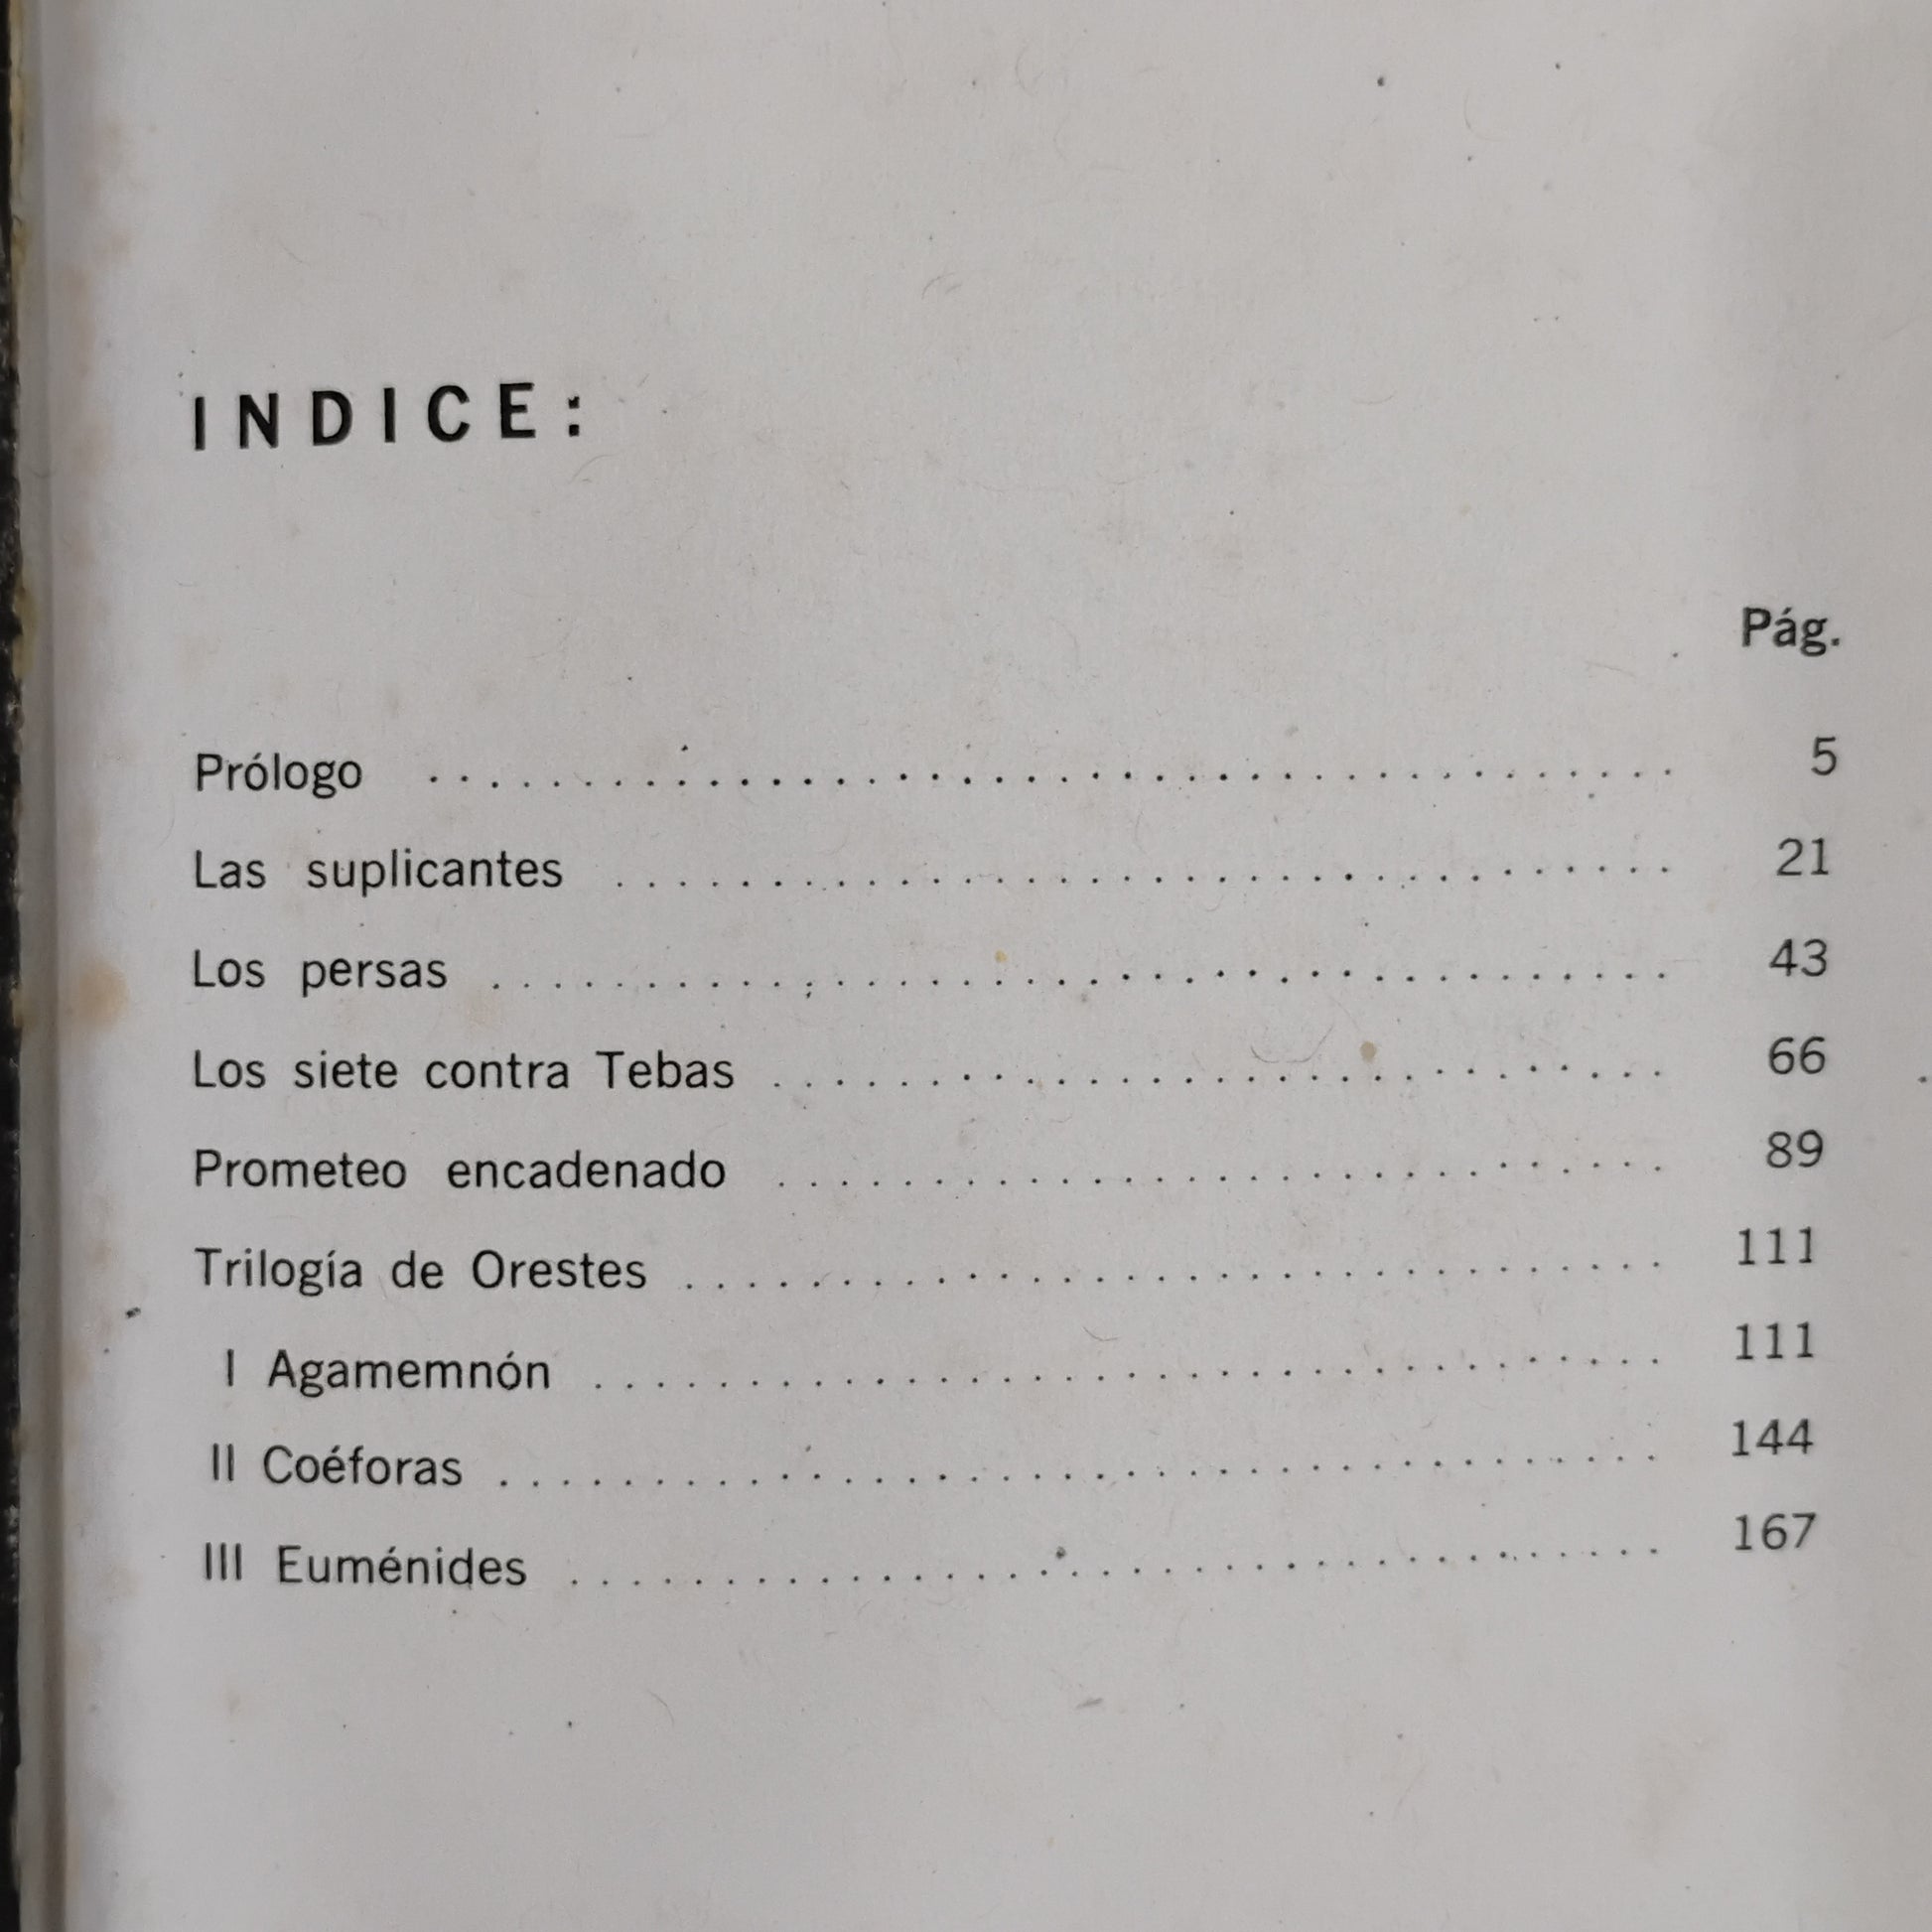 INDICE:
Pág.
Prólogo ........................................ 5
Las suplicantes .................................. 21
Los persas ...................................... 43
Los siete contra Tebas ............................. 66
Prometeo encadenado ............................. 89
Trilogía de Orestes ................................ 111
I Agamemnón ................................... 111
II Coéforas ...................................... 144
III Euménides ................................... 167